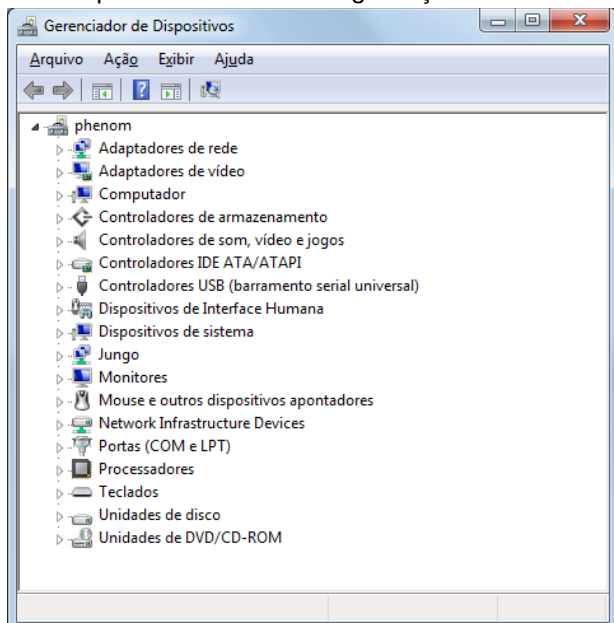 Gerenciador de Dispositivos
Arquivo Ação Exibir Ajuda
phenom
Adaptadores de rede
Adaptadores de vídeo
Computador
Controladores de armazenamento
Controladores de som, vídeo e jogos
Controladores IDE ATA/ATAPI
Controladores USB (barramento serial universal)
Dispositivos de Interface Humana
Dispositivos de sistema
Jungo
Monitores
Mouse e outros dispositivos apontadores
Network Infrastructure Devices
Portas (COM e LPT)
Processadores
Teclados
Unidades de disco
Unidades de DVD/CD-ROM